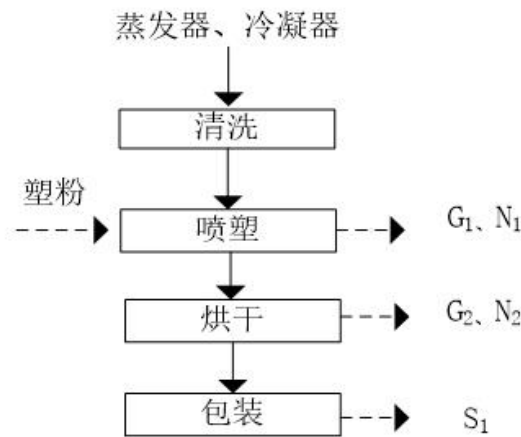 蒸发器、冷凝器
清洗
塑粉
喷塑
G₁、N₁
烘干
G₂、N₂
包装
S₁